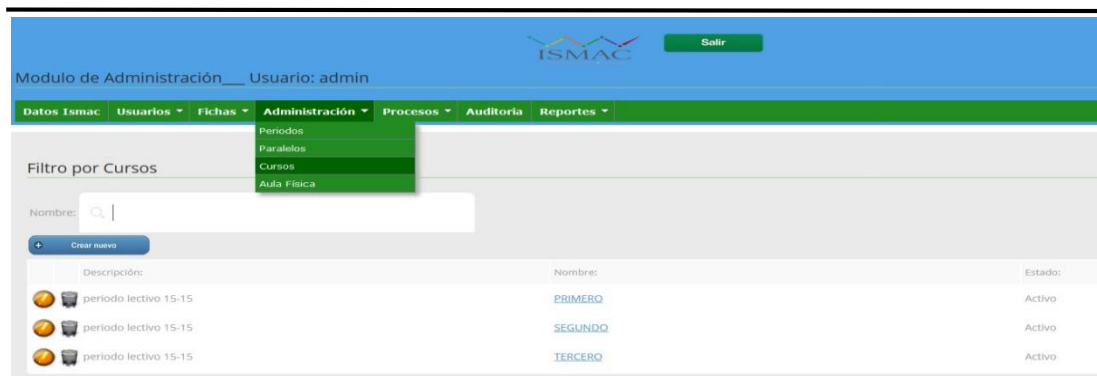 ISMAC
Salir
Modulo de Administración___ Usuario: admin
Datos Ismac Usuarios Fichas Administración Procesos Auditoria Reportes
Periodos
Paralelos
Cursos
Aula Física
Filtro por Cursos
Nombre:
Crear nuevo
Descripción: Nombre: Estado:
periodo lectivo 15-15 PRIMERO Activo
periodo lectivo 15-15 SEGUNDO Activo
periodo lectivo 15-15 TERCERO Activo